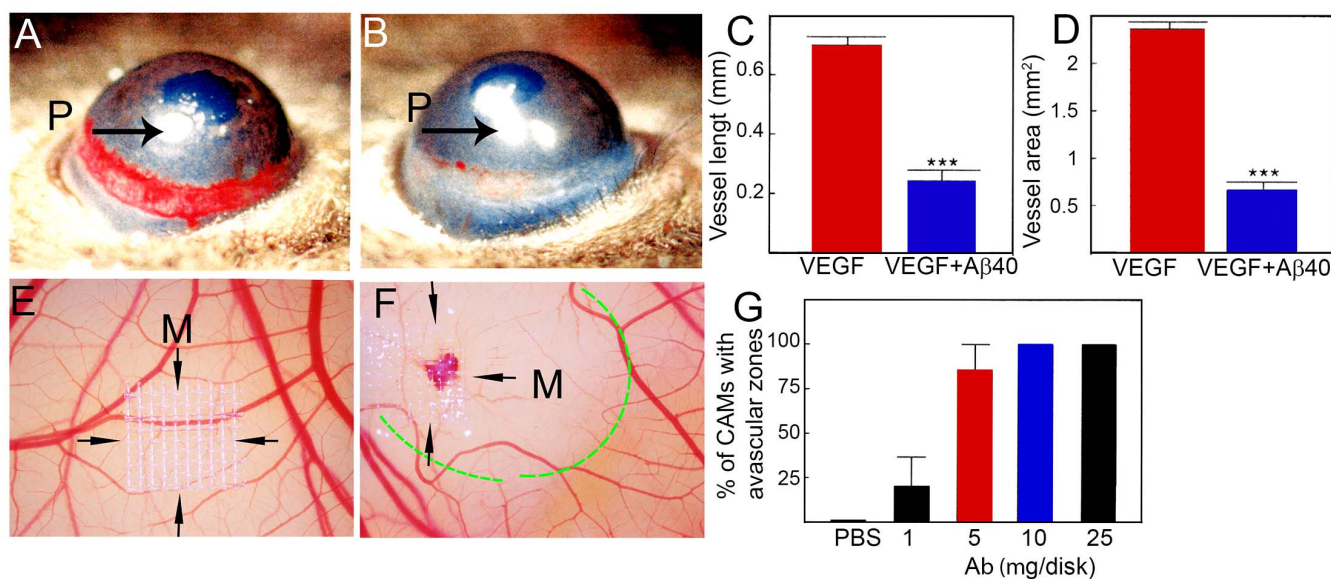 A
P
B
P
C
Vessel lengt (mm)
0.6
0.4
0.2
***
VEGF
VEGF+Aβ40
D
Vessel area (mm²)
2
1.5
1
0.5
***
VEGF
VEGF+Aβ40
E
M
F
M
G
% of CAMs with
avascular zones
100
75
50
25
PBS
1
5
10
25
Ab (mg/disk)